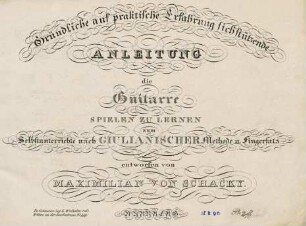 Gründliche auf praktische Erfahrung sich stützende
ANLEITUNG
die
Guitarre
SPIELEN ZU LERNEN
zum
Selbstunterrichte nach GIULIANISCHER Methode u. Fingersatz
entworfen von
MAXIMILIAN VON SCHACKY.